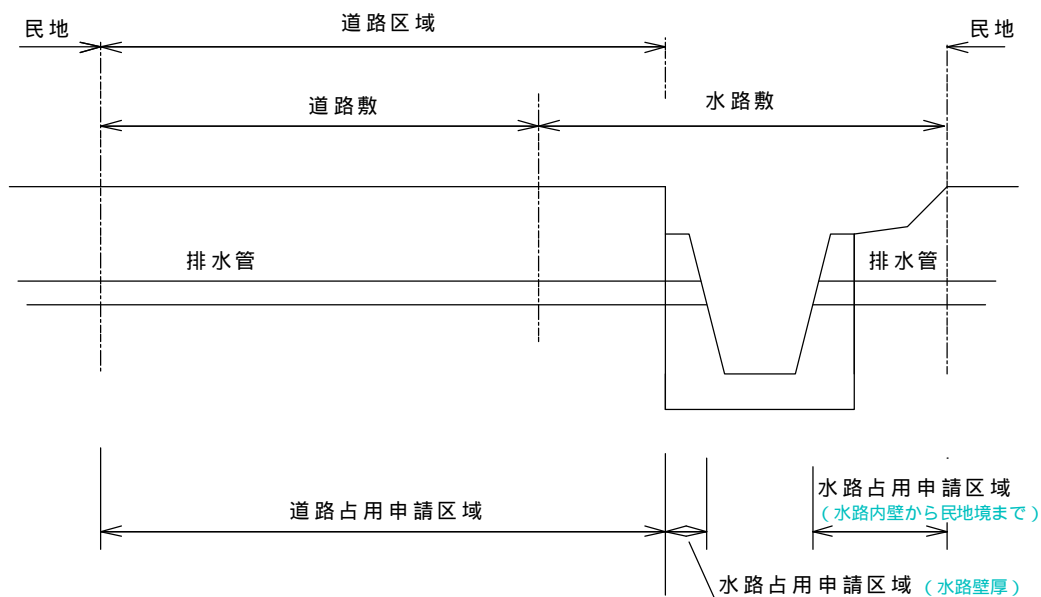 民地
道路区域
民地
道路敷
水路敷
排水管
排水管
道路占用申請区域
水路占用申請区域
(水路内壁から民地境まで)
水路占用申請区域 (水路壁厚)